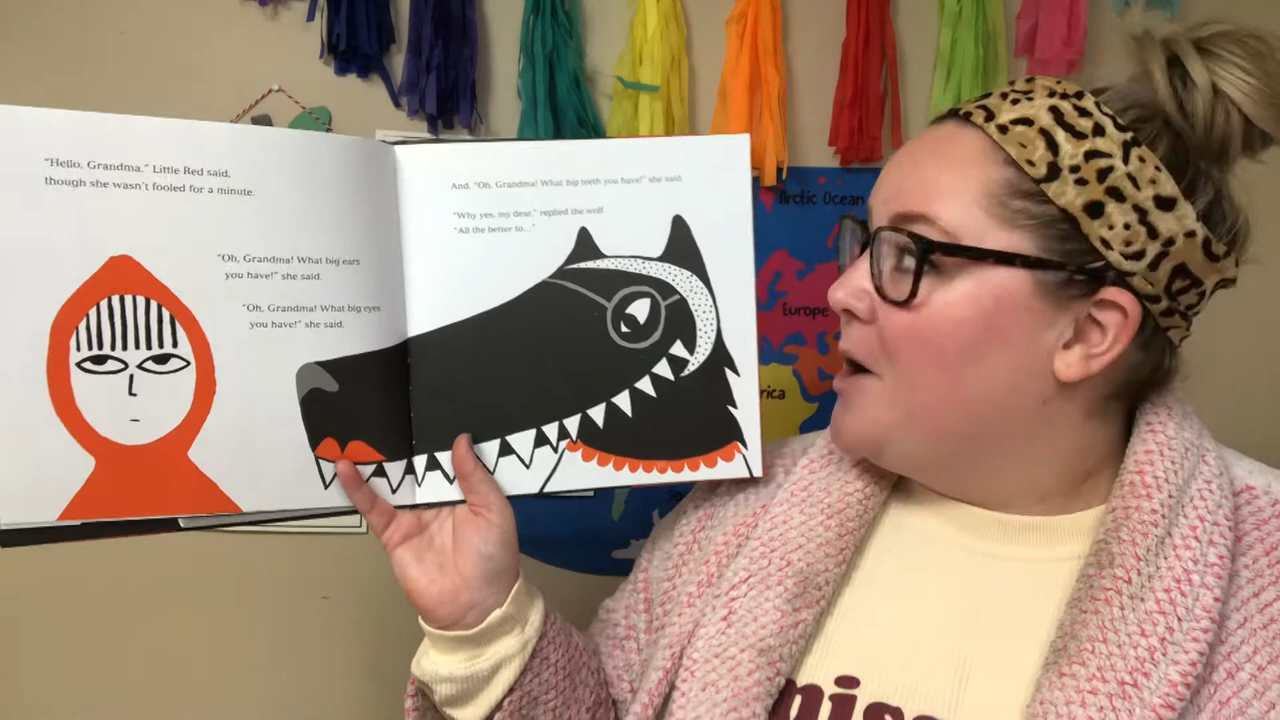 "Hello, Grandma," Little Red said,
though she wasn't fooled for a minute.
"Oh, Grandma! What big ears
you have!" she said.
"Oh, Grandma! What big eyes
you have!" she said.
And, "Oh, Grandma! What big teeth you have!" she said.
"Why yes, my dear," replied the wolf.
"All the better to..."
Arctic Ocean
Europe
rica